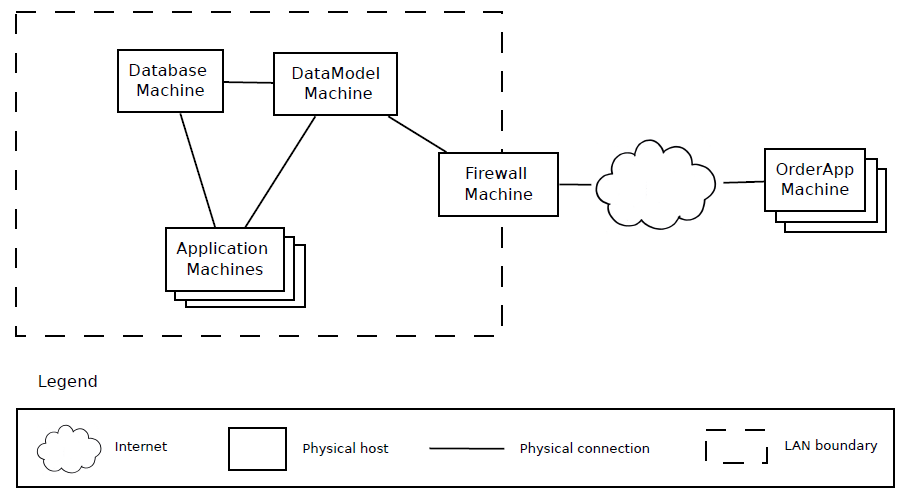 Database
Machine
DataModel
Machine
Firewall
Machine
OrderApp
Machine
Application
Machines
Legend
Internet
Physical host
Physical connection
LAN boundary